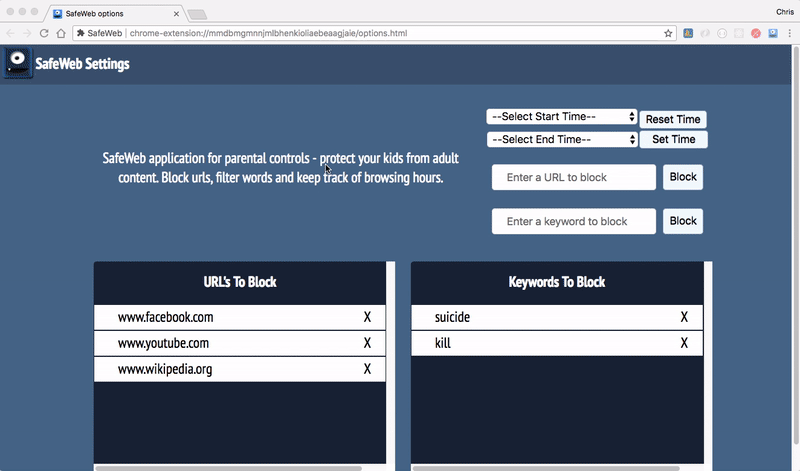 SafeWeb options
Chris
SafeWeb
chrome-extension://mmdbmgmnnjmlbhenkioliaebeaagjaie/options.html
SafeWeb Settings
--Select Start Time--
Reset Time
--Select End Time--
Set Time
SafeWeb application for parental controls - protect your kids from adult
content. Block urls, filter words and keep track of browsing hours.
Enter a URL to block
Block
Enter a keyword to block
Block
URL's To Block
www.facebook.com X
www.youtube.com X
www.wikipedia.org X
Keywords To Block
suicide X
kill X